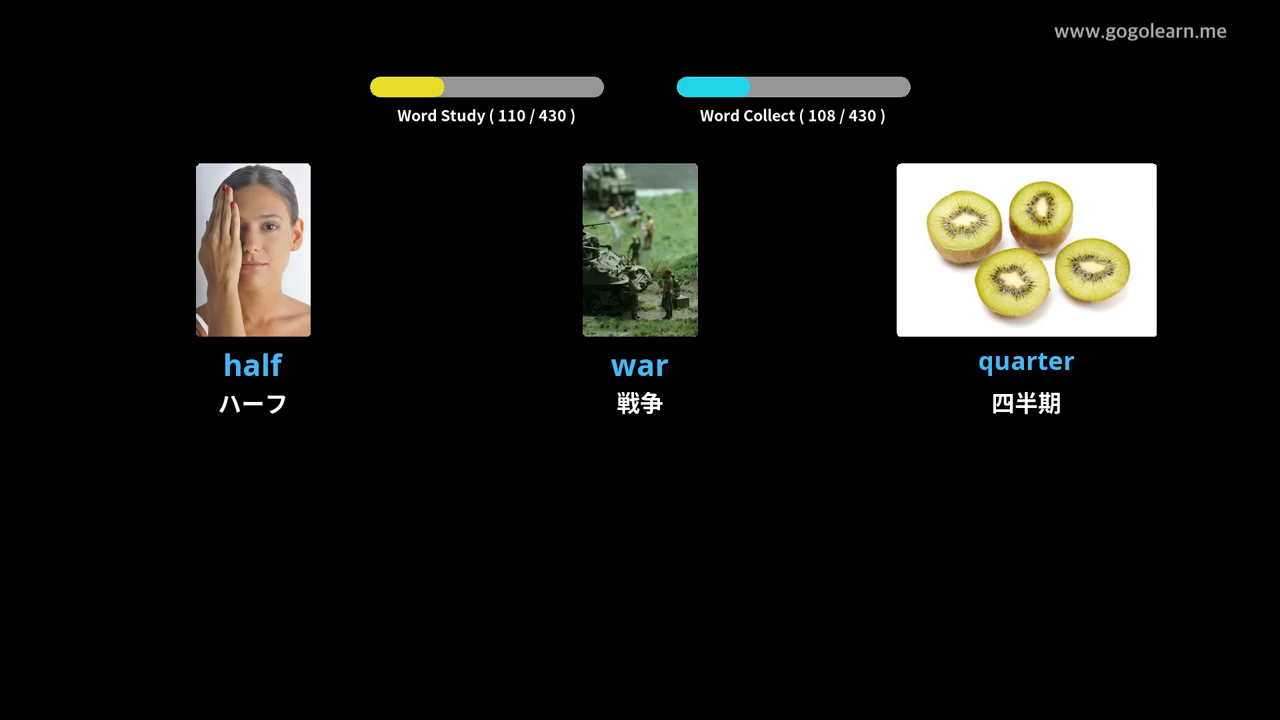 www.gogolearn.me
Word Study ( 110 / 430 )
Word Collect ( 108 / 430 )
half
ハーフ
war
戦争
quarter
四半期